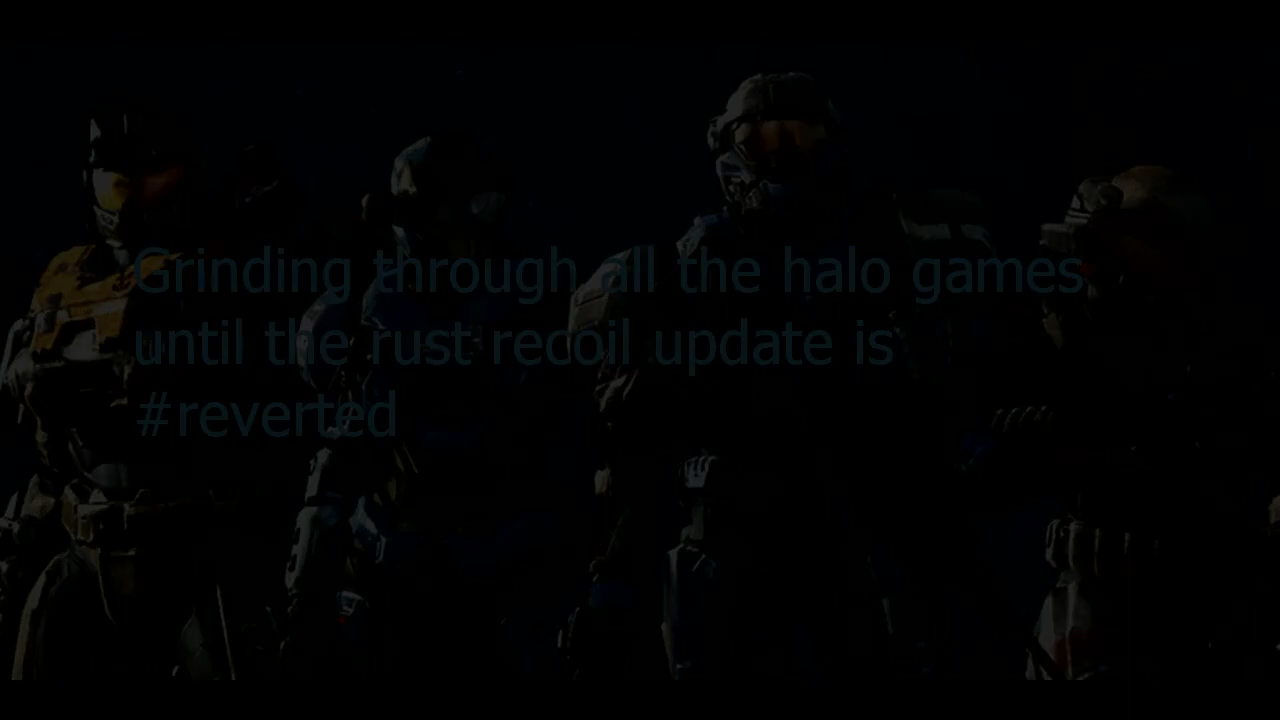 Grinding through all the halo games
until the rust recoil update is
#reverted